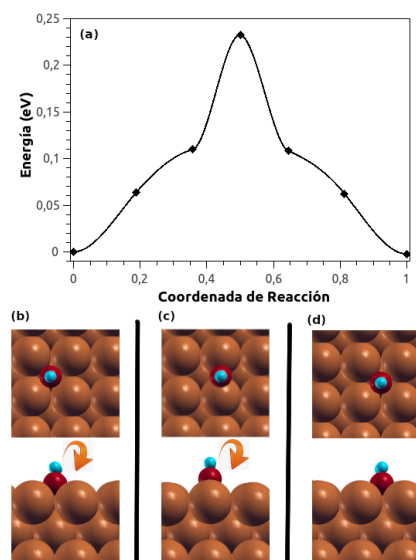 (a)
0,25
0,2
0,15
0,1
0,05
0
Energía (eV)
0 0,2 0,4 0,6 0,8 1
Coordenada de Reacción
(b) (c) (d)